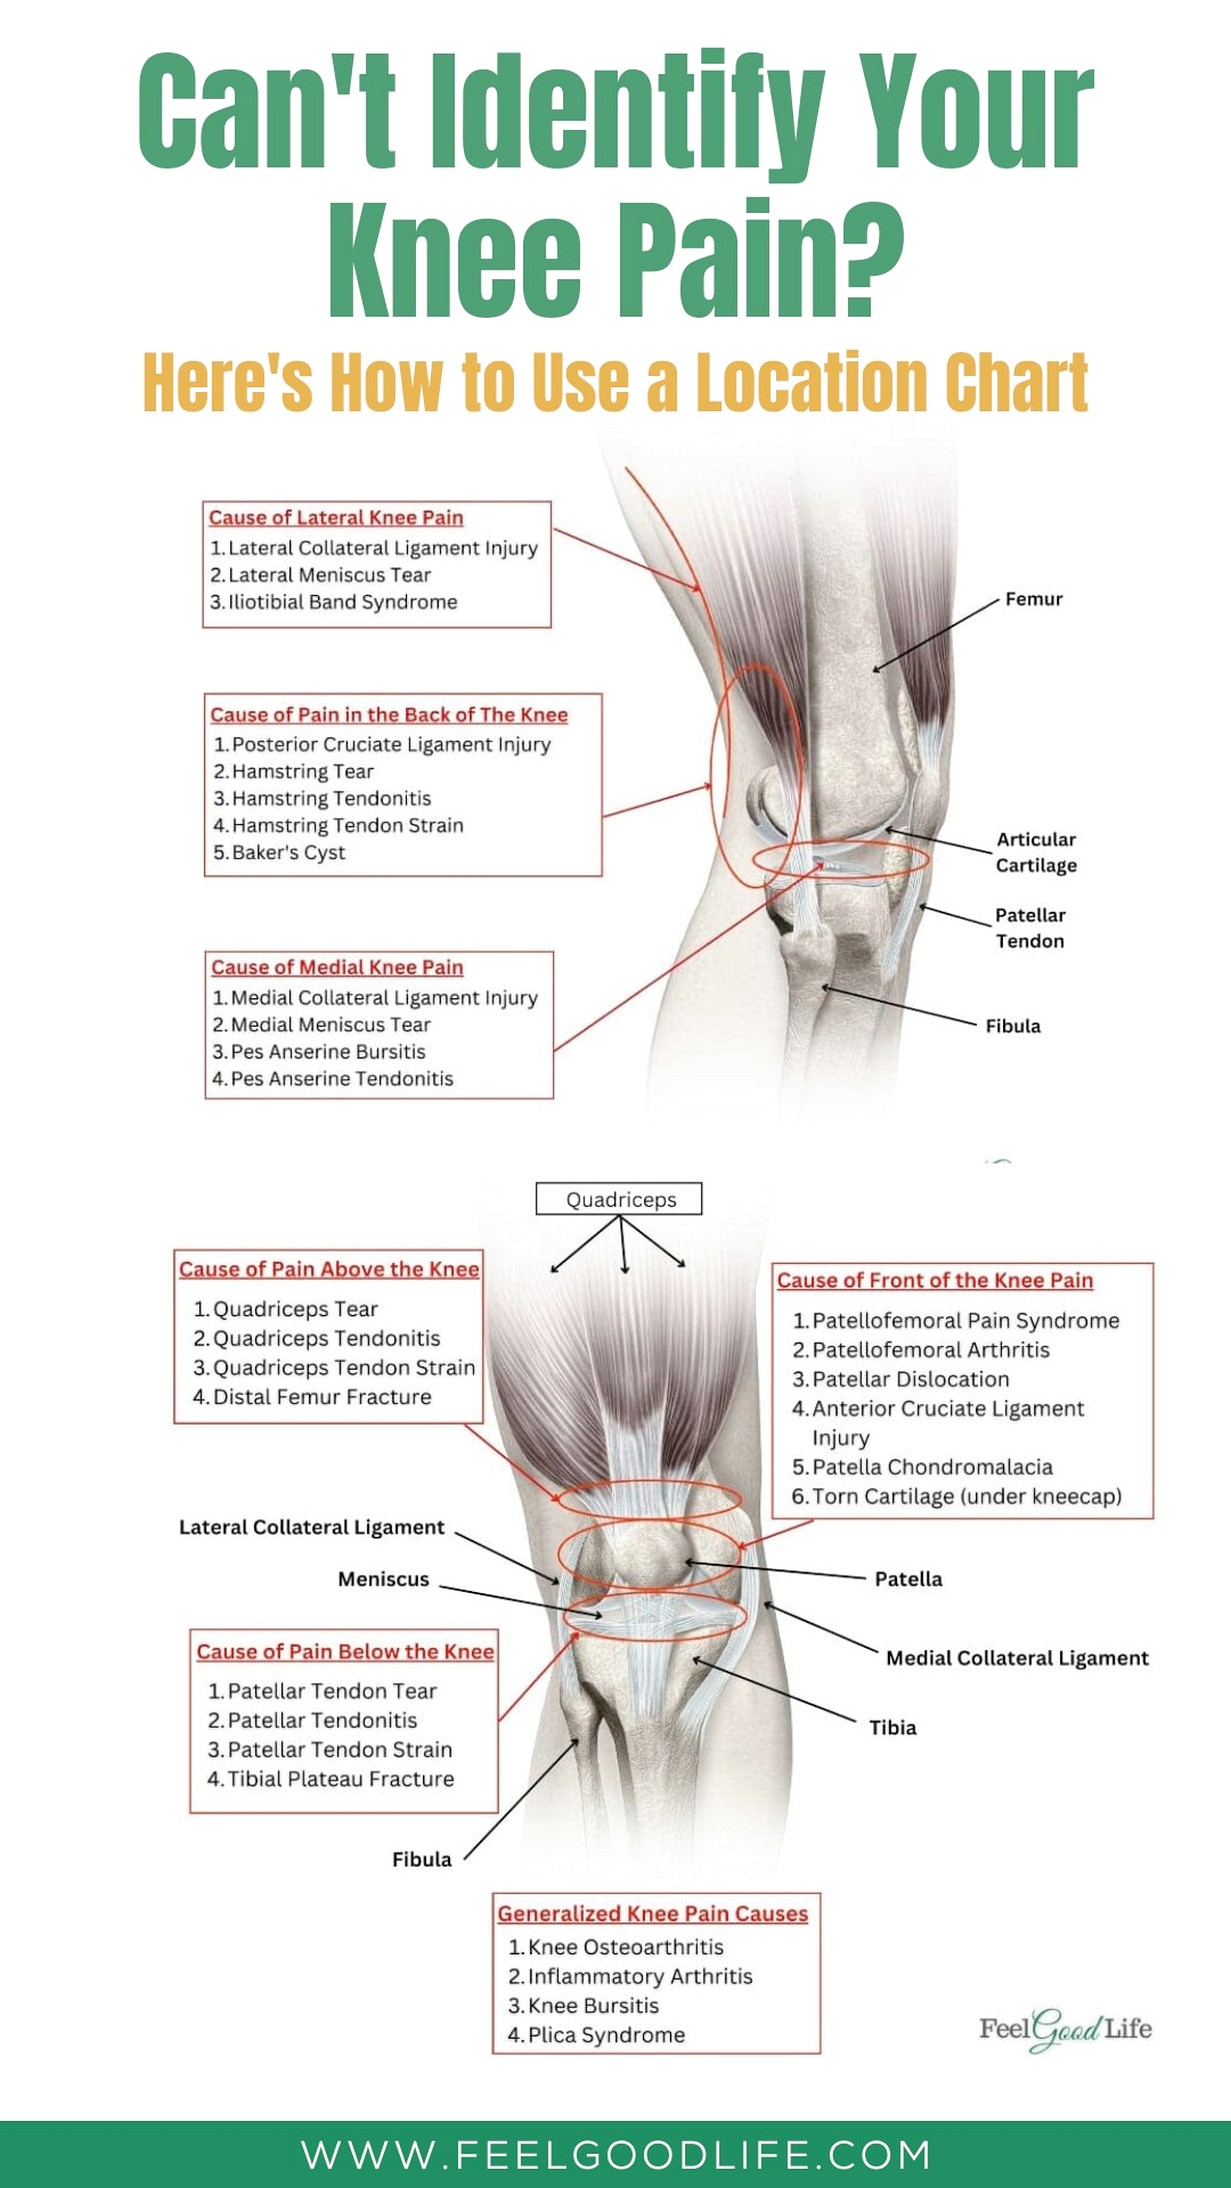 Can't Identify Your
Knee Pain?
Here's How to Use a Location Chart
Cause of Lateral Knee Pain
1. Lateral Collateral Ligament Injury
2. Lateral Meniscus Tear
3. Iliotibial Band Syndrome
Femur
Cause of Pain in the Back of The Knee
1. Posterior Cruciate Ligament Injury
2. Hamstring Tear
3. Hamstring Tendonitis
4. Hamstring Tendon Strain
5. Baker's Cyst
Articular
Cartilage
Patellar
Tendon
Cause of Medial Knee Pain
1. Medial Collateral Ligament Injury
2. Medial Meniscus Tear
3. Pes Anserine Bursitis
4. Pes Anserine Tendonitis
Fibula
Quadriceps
Cause of Pain Above the Knee
1. Quadriceps Tear
2. Quadriceps Tendonitis
3. Quadriceps Tendon Strain
4. Distal Femur Fracture
Cause of Front of the Knee Pain
1. Patellofemoral Pain Syndrome
2. Patellofemoral Arthritis
3. Patellar Dislocation
4. Anterior Cruciate Ligament
Injury
5. Patella Chondromalacia
6. Torn Cartilage (under kneecap)
Lateral Collateral Ligament
Meniscus
Patella
Cause of Pain Below the Knee
1. Patellar Tendon Tear
2. Patellar Tendonitis
3. Patellar Tendon Strain
4. Tibial Plateau Fracture
Medial Collateral Ligament
Tibia
Fibula
Generalized Knee Pain Causes
1. Knee Osteoarthritis
2. Inflammatory Arthritis
3. Knee Bursitis
4. Plica Syndrome
FeelGoodLife
WWW.FEELGOODLIFE.COM